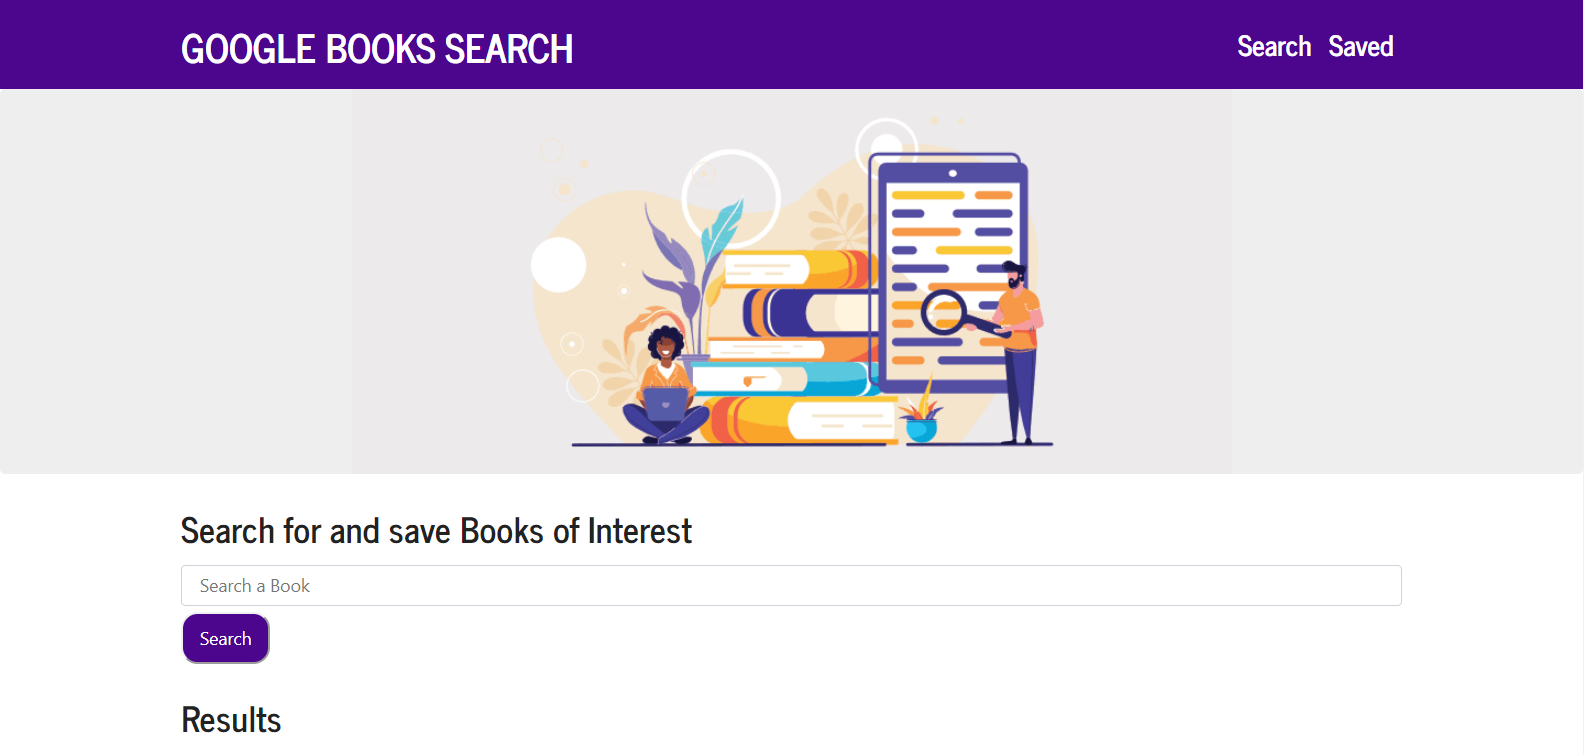 GOOGLE BOOKS SEARCH
Search Saved
Search for and save Books of Interest
Search a Book
Search
Results